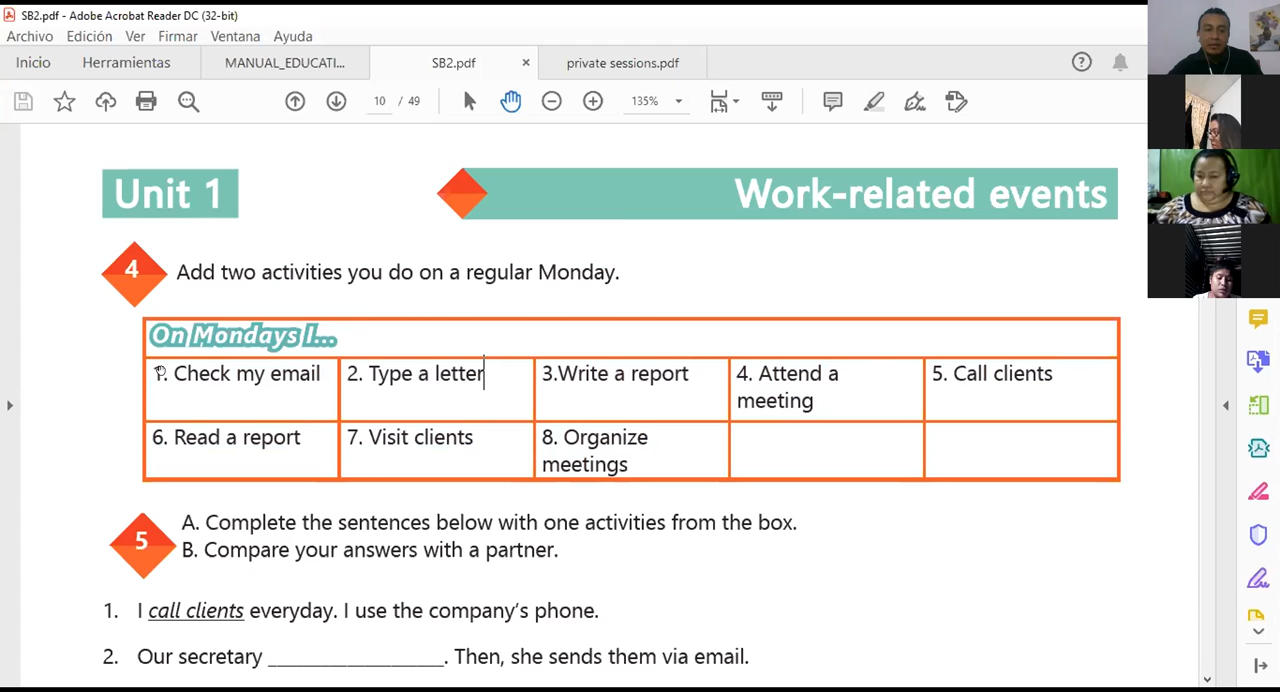 SB2.pdf - Adobe Acrobat Reader DC (32-bit)
Archivo Edición Ver Firmar Ventana Ayuda
Inicio Herramientas MANUAL_EDUCATI... SB2.pdf × private sessions.pdf
10 / 49 135%
Unit 1 Work-related events
4 Add two activities you do on a regular Monday.
On Mondays I...
1. Check my email 2. Type a letter 3.Write a report 4. Attend a meeting 5. Call clients
6. Read a report 7. Visit clients 8. Organize meetings
5 A. Complete the sentences below with one activities from the box.
B. Compare your answers with a partner.
1. I call clients everyday. I use the company's phone.
2. Our secretary ___________________. Then, she sends them via email.